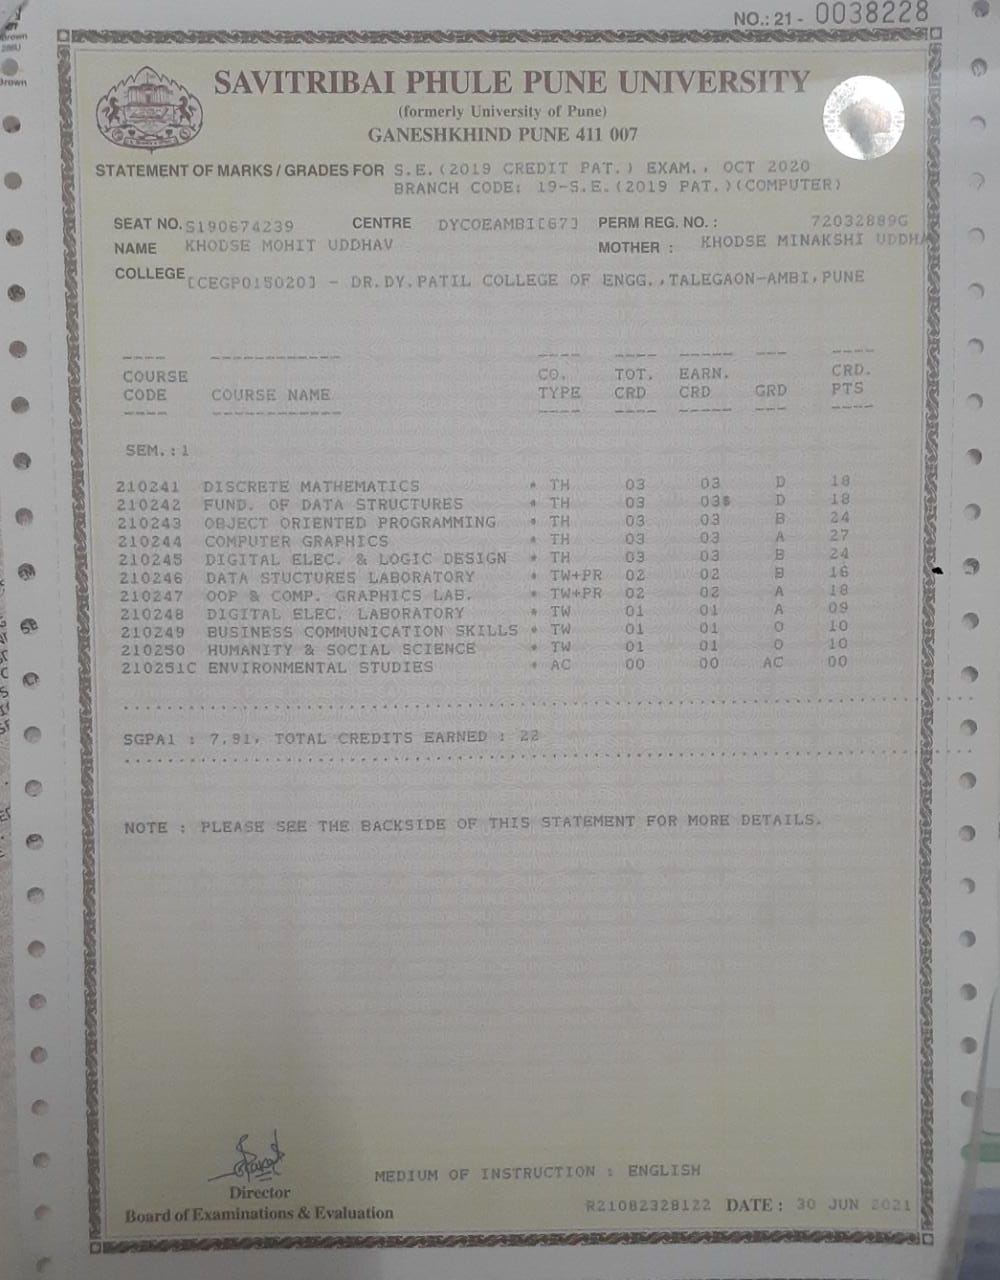 NO.: 21 - 0038228
SAVITRIBAI PHULE PUNE UNIVERSITY
(formerly University of Pune)
GANESHKHIND PUNE 411 007
STATEMENT OF MARKS / GRADES FOR S.E.(2019 CREDIT PAT.) EXAM., OCT 2020
BRANCH CODE: 19-S.E.(2019 PAT.)(COMPUTER)
SEAT NO. S190674239 CENTRE DYCOEAMBI[67] PERM REG. NO. : 72032889G
NAME KHODSE MOHIT UDDHAV MOTHER : KHODSE MINAKSHI UDDHA
COLLEGE [CEGP015020] - DR.DY.PATIL COLLEGE OF ENGG.,TALEGAON-AMBI,PUNE
COURSE CO. TOT. EARN. CRD.
CODE COURSE NAME TYPE CRD CRD GRD PTS
SEM.:1
210241 DISCRETE MATHEMATICS * TH 03 03 D 18
210242 FUND. OF DATA STRUCTURES * TH 03 03$ D 18
210243 OBJECT ORIENTED PROGRAMMING * TH 03 03 B 24
210244 COMPUTER GRAPHICS * TH 03 03 A 27
210245 DIGITAL ELEC. & LOGIC DESIGN * TH 03 03 B 24
210246 DATA STUCTURES LABORATORY * TW+PR 02 02 B 16
210247 OOP & COMP. GRAPHICS LAB. * TW+PR 02 02 A 18
210248 DIGITAL ELEC. LABORATORY * TW 01 01 A 09
210249 BUSINESS COMMUNICATION SKILLS * TW 01 01 O 10
210250 HUMANITY & SOCIAL SCIENCE * TW 01 01 O 10
210251C ENVIRONMENTAL STUDIES * AC 00 00 AC 00
SGPA1 : 7.91, TOTAL CREDITS EARNED : 22
NOTE : PLEASE SEE THE BACKSIDE OF THIS STATEMENT FOR MORE DETAILS.
MEDIUM OF INSTRUCTION : ENGLISH
Director
Board of Examinations & Evaluation
R21082328122 DATE : 30 JUN 2021